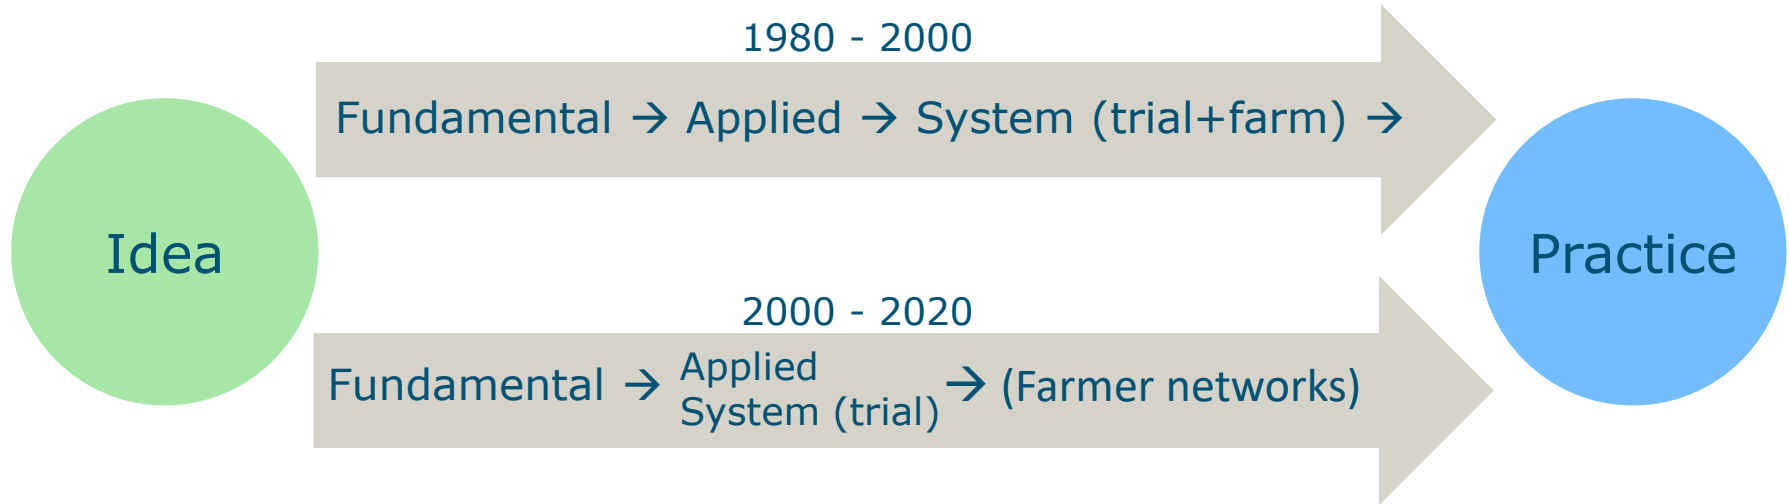 1980 - 2000
Fundamental → Applied → System (trial+farm) →
Idea
Practice
2000 - 2020
Fundamental → Applied
System (trial) → (Farmer networks)